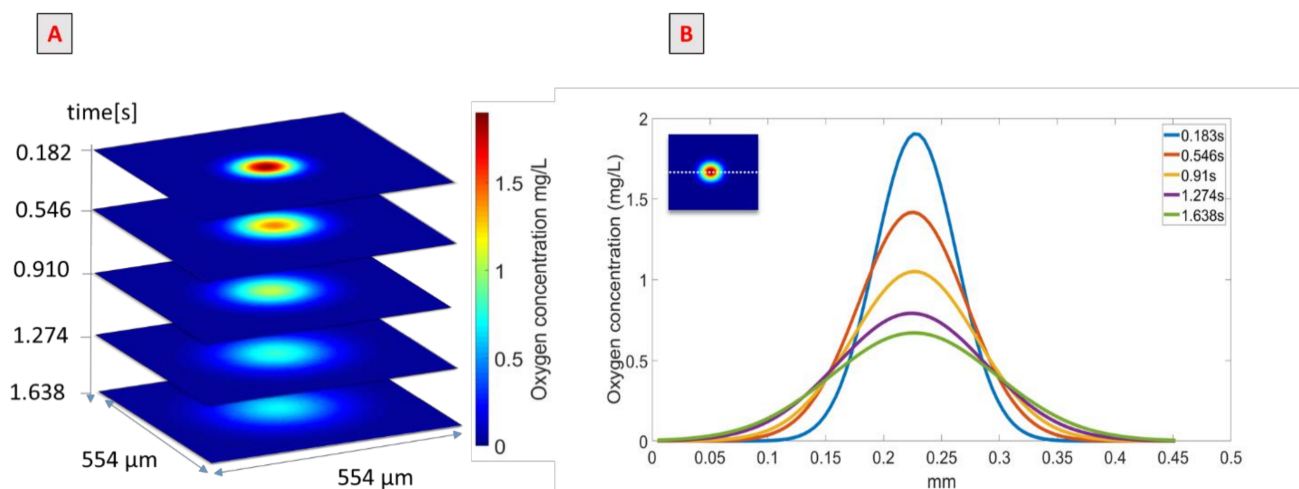 A
B
time[s]
0.182
0.546
0.910
1.274
1.638
554 µm
554 µm
1.5
1
0.5
0
Oxygen concentration mg/L
2
1.5
1
0.5
0
Oxygen concentration (mg/L)
0.183s
0.546s
0.91s
1.274s
1.638s
0 0.05 0.1 0.15 0.2 0.25 0.3 0.35 0.4 0.45 0.5
mm